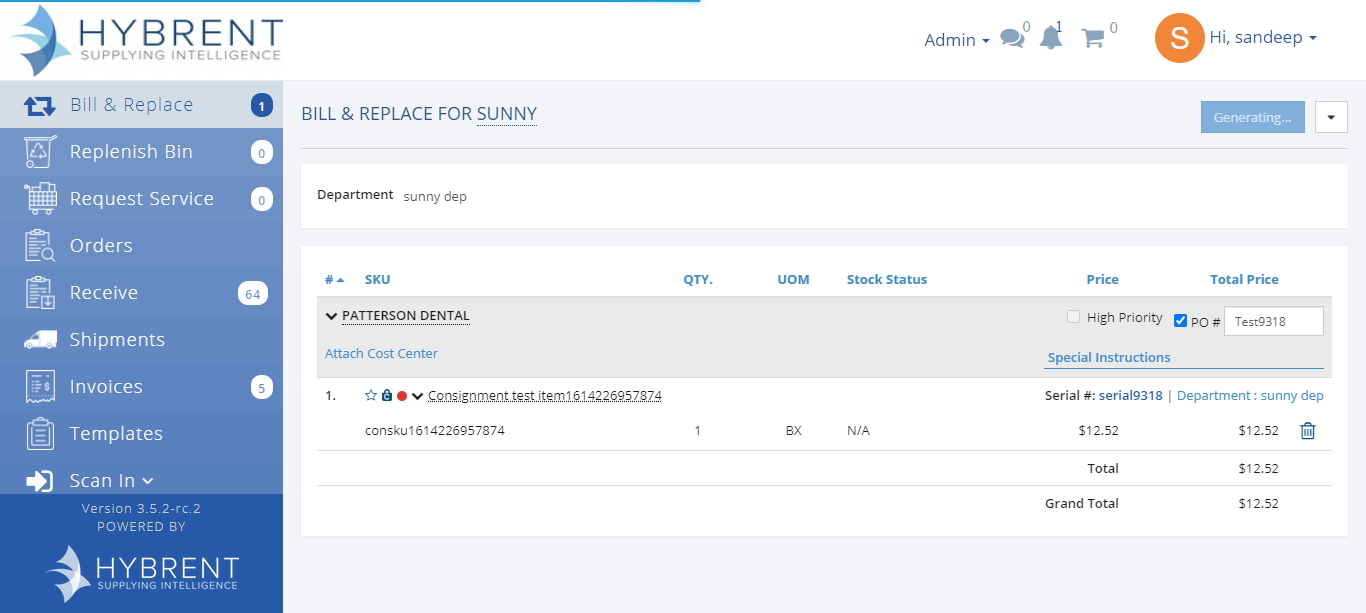 HYBRENT
SUPPLYING INTELLIGENCE
Admin 0 1 0 S Hi, sandeep
Bill & Replace 1
Replenish Bin 0
Request Service 0
Orders
Receive 64
Shipments
Invoices 5
Templates
Scan In
Version 3.5.2-rc.2
POWERED BY
HYBRENT
SUPPLYING INTELLIGENCE
BILL & REPLACE FOR SUNNY
Generating...
Department sunny dep
# SKU QTY. UOM Stock Status Price Total Price
PATTERSON DENTAL High Priority PO # Test9318
Attach Cost Center Special Instructions
1. Consignment test item1614226957874 Serial #: serial9318 | Department : sunny dep
consku1614226957874 1 BX N/A $12.52 $12.52
Total $12.52
Grand Total $12.52